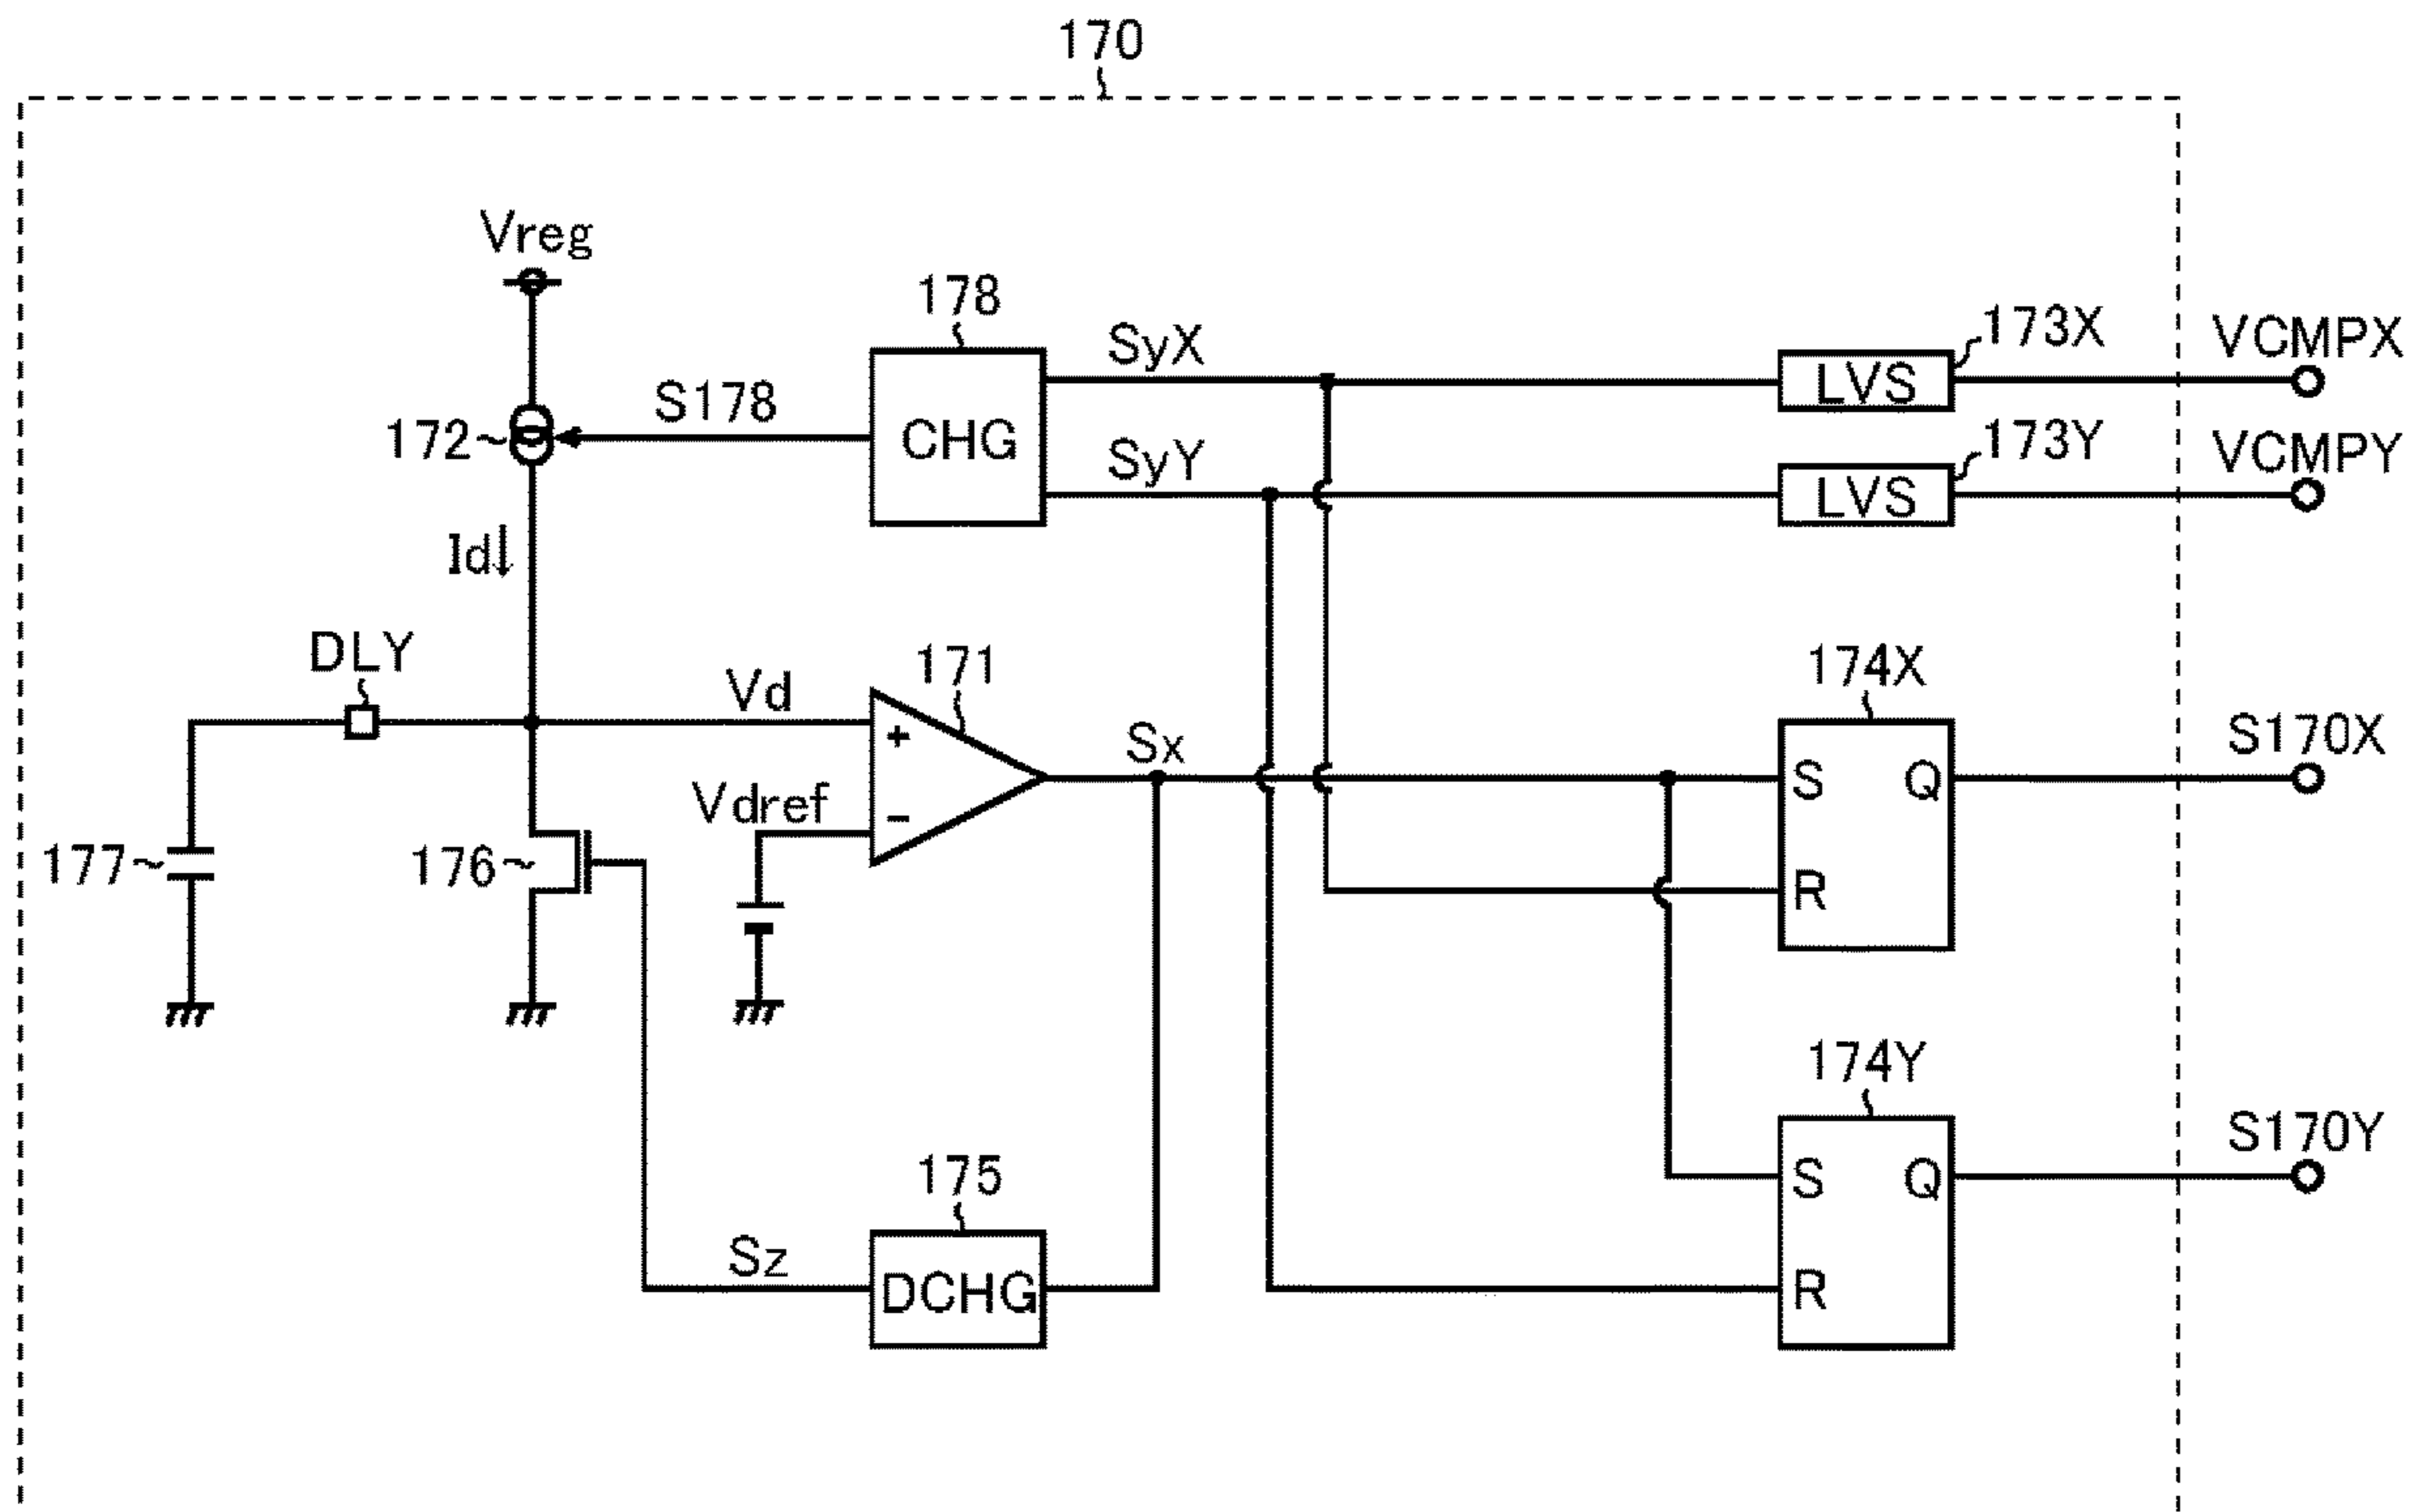 170
Vreg
178
SyX
173X
VCMPX
LVS
S178
172
CHG
SyY
173Y
VCMPY
LVS
Id
DLY
Vd
171
174X
+
Sx
S170X
S
Q
Vdref
−
177
176
R
174Y
S170Y
175
S
Q
Sz
DCHG
R